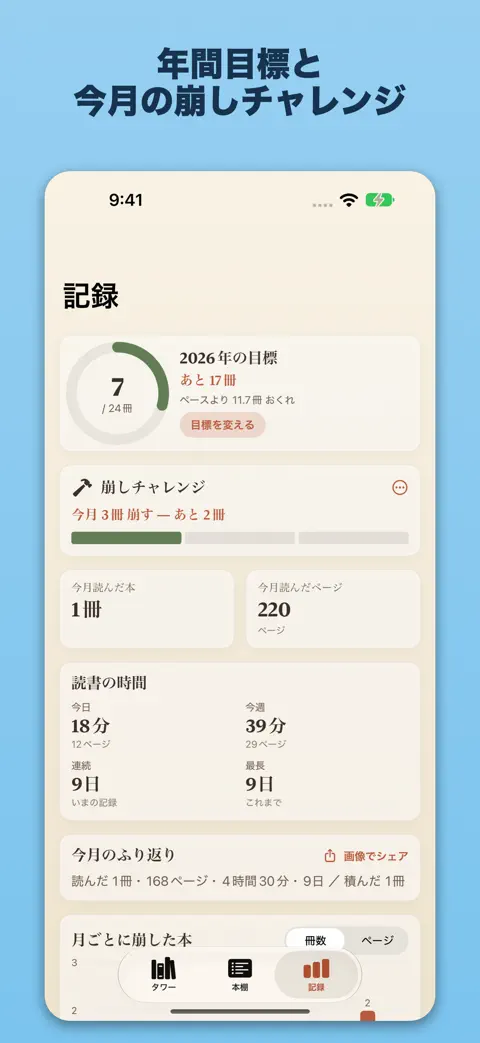 年間目標と
今月の崩しチャレンジ
9:41
記録
7
/ 24冊
2026年の目標
あと 17冊
ペースより 11.7冊 おくれ
目標を変える
崩しチャレンジ
今月 3冊 崩す — あと 2冊
今月読んだ本
1冊
今月読んだページ
220
ページ
読書の時間
今日
18分
12ページ
今週
39分
29ページ
連続
9日
いまの記録
最長
9日
これまで
今月のふり返り
画像でシェア
読んだ 1冊・168ページ・4時間30分・9日 ／ 積んだ 1冊
月ごとに崩した本
冊数
ページ
3
タワー
本棚
記録
2
2